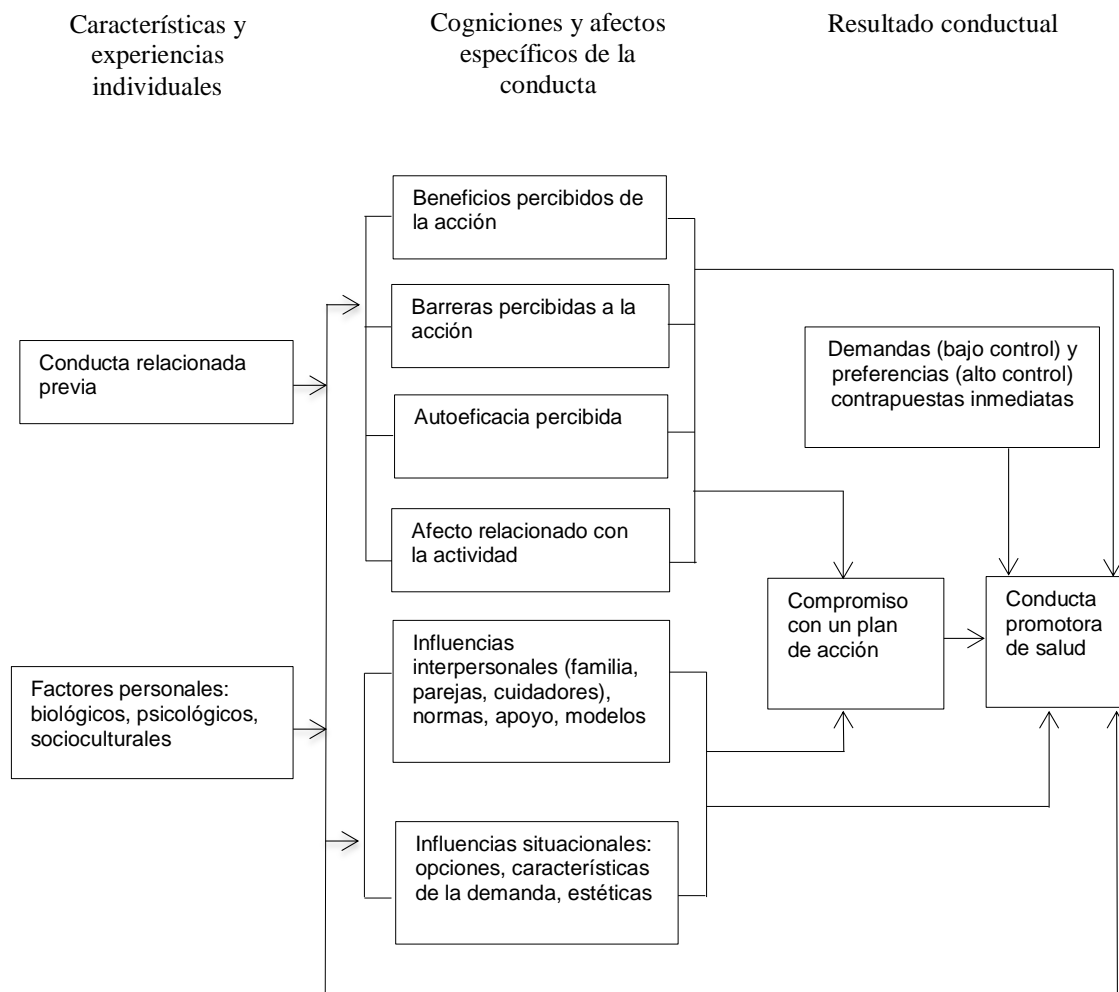 Características y
experiencias
individuales
Cogniciones y afectos
específicos de la
conducta
Resultado conductual
Beneficios percibidos de
la acción
Barreras percibidas a la
acción
Conducta relacionada
previa
Demandas (bajo control) y
preferencias (alto control)
contrapuestas inmediatas
Autoeficacia percibida
Afecto relacionado con
la actividad
Compromiso
con un plan
de acción
Conducta
promotora
de salud
Influencias
interpersonales (familia,
parejas, cuidadores),
normas, apoyo, modelos
Factores personales:
biológicos, psicológicos,
socioculturales
Influencias situacionales:
opciones, características
de la demanda, estéticas